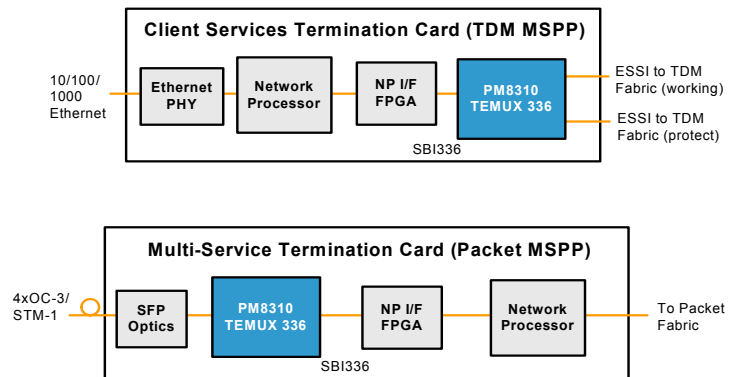 Client Services Termination Card (TDM MSPP)
10/100/
1000
Ethernet
Ethernet
PHY
Network
Processor
NP I/F
FPGA
PM8310
TEMUX 336
ESSI to TDM
Fabric (working)
ESSI to TDM
Fabric (protect)
SBI336
Multi-Service Termination Card (Packet MSPP)
4xOC-3/
STM-1
SFP
Optics
PM8310
TEMUX 336
NP I/F
FPGA
Network
Processor
To Packet
Fabric
SBI336